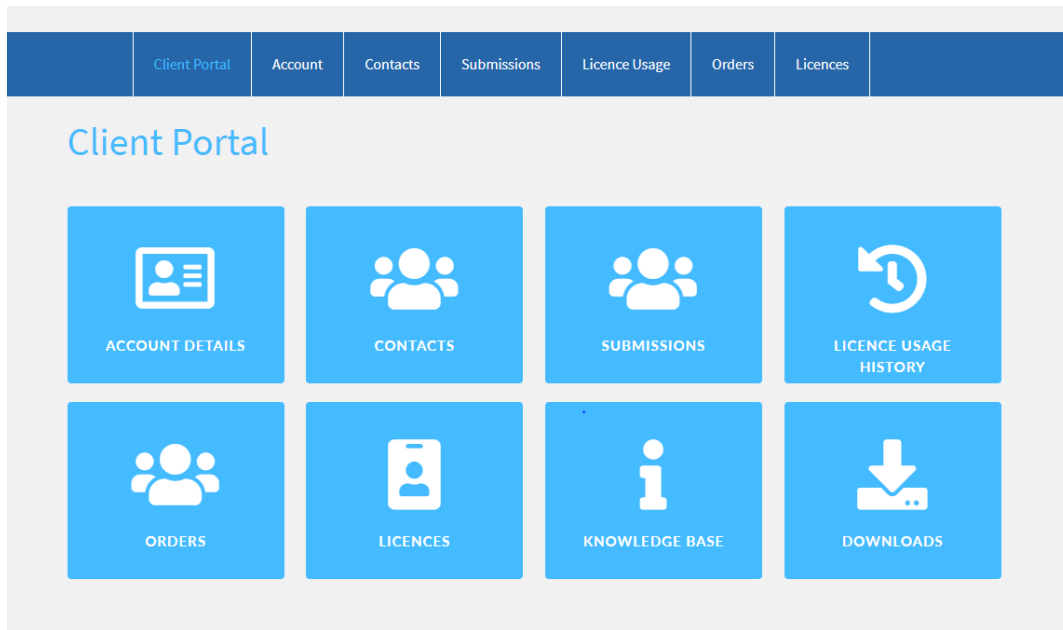 Client Portal
Account
Contacts
Submissions
Licence Usage
Orders
Licences
Client Portal
ACCOUNT DETAILS
CONTACTS
SUBMISSIONS
LICENCE USAGE
HISTORY
ORDERS
LICENCES
KNOWLEDGE BASE
DOWNLOADS